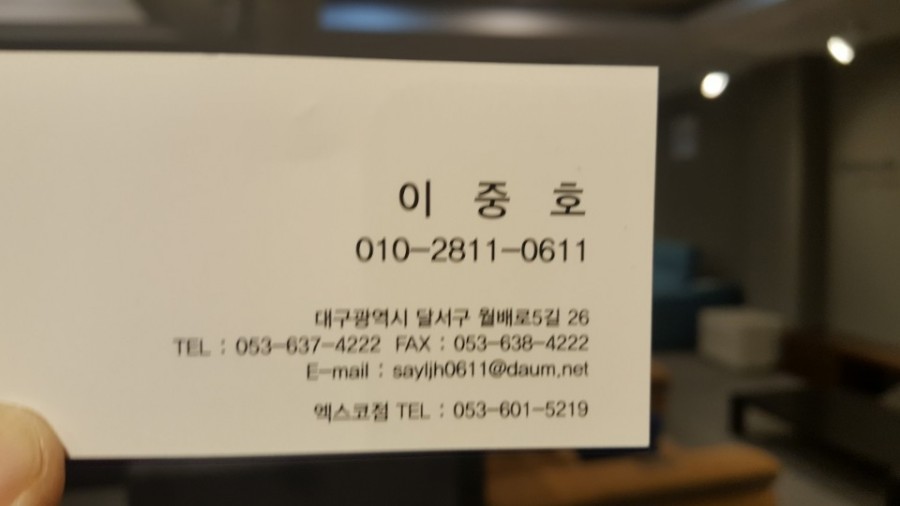 이 중 호
010-2811-0611
대구광역시 달서구 월배로5길 26
TEL : 053-637-4222 FAX : 053-638-4222
E-mail : sayljh0611@daum.net
엑스코점 TEL : 053-601-5219